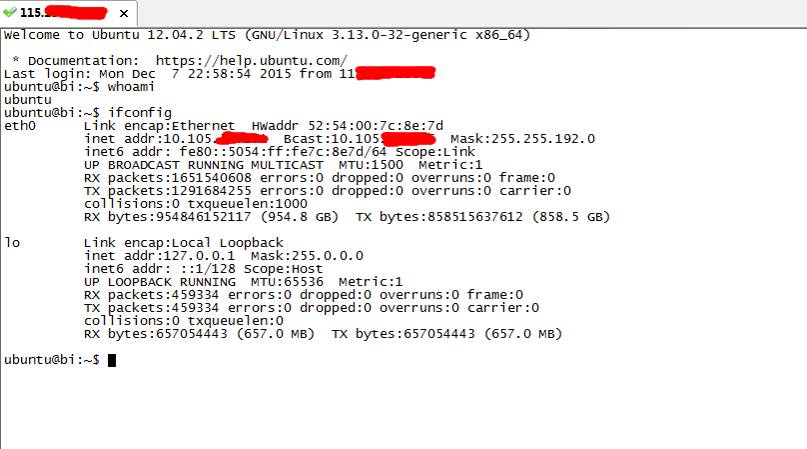 115.
Welcome to Ubuntu 12.04.2 LTS (GNU/Linux 3.13.0-32-generic x86_64)
* Documentation:  https://help.ubuntu.com/
Last login: Mon Dec  7 22:58:54 2015 from 11
ubuntu@bi:~$ whoami
ubuntu
ubuntu@bi:~$ ifconfig
eth0      Link encap:Ethernet  HWaddr 52:54:00:7c:8e:7d
inet addr:10.105. Bcast:10.105. Mask:255.255.192.0
inet6 addr: fe80::5054:ff:fe7c:8e7d/64 Scope:Link
UP BROADCAST RUNNING MULTICAST  MTU:1500  Metric:1
RX packets:1651540608 errors:0 dropped:0 overruns:0 frame:0
TX packets:1291684255 errors:0 dropped:0 overruns:0 carrier:0
collisions:0 txqueuelen:1000
RX bytes:954846152117 (954.8 GB)  TX bytes:858515637612 (858.5 GB)
lo        Link encap:Local Loopback
inet addr:127.0.0.1  Mask:255.0.0.0
inet6 addr: ::1/128 Scope:Host
UP LOOPBACK RUNNING  MTU:65536  Metric:1
RX packets:459334 errors:0 dropped:0 overruns:0 frame:0
TX packets:459334 errors:0 dropped:0 overruns:0 carrier:0
collisions:0 txqueuelen:0
RX bytes:657054443 (657.0 MB)  TX bytes:657054443 (657.0 MB)
ubuntu@bi:~$